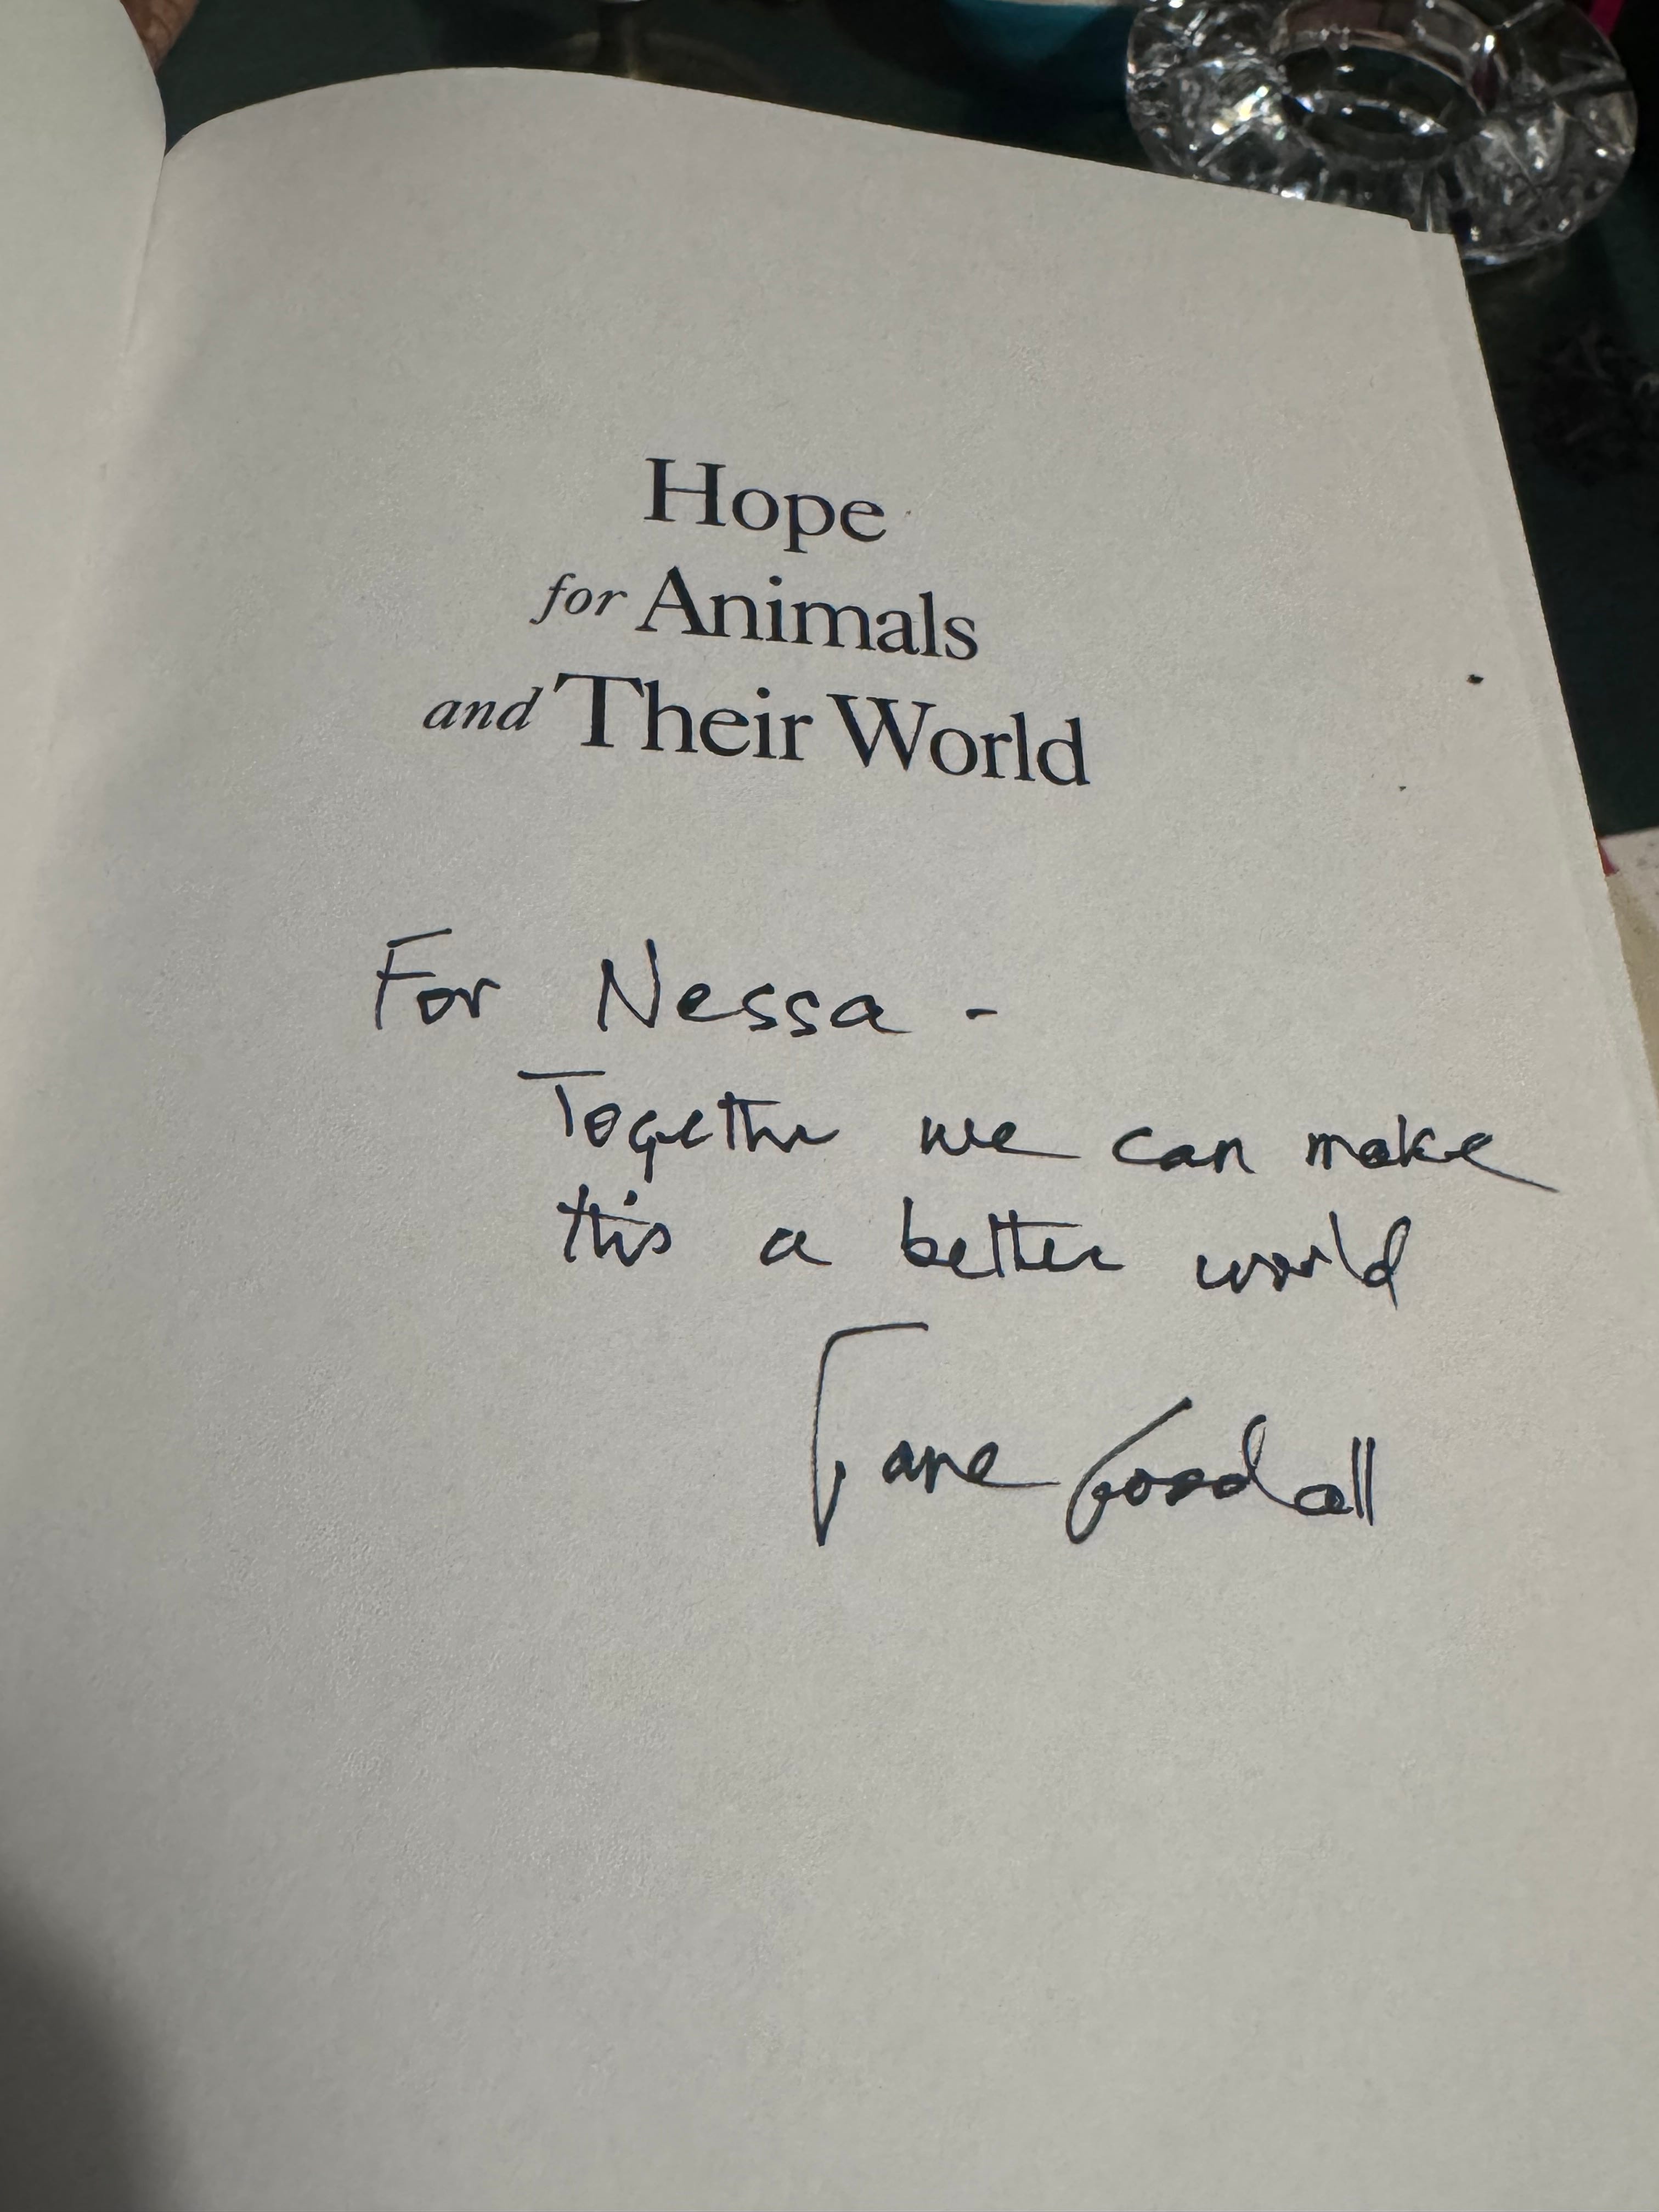 Hope
for Animals
and Their World
For Nessa -
Together we can make
this a better world
Jane Goodall